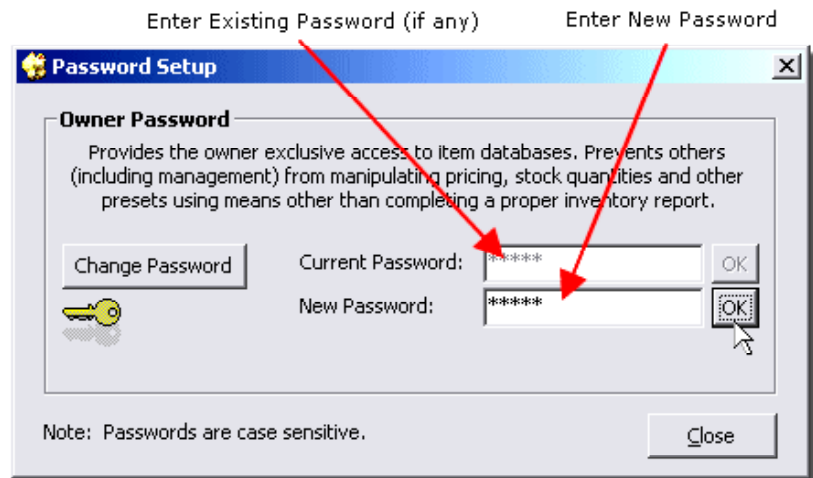 Enter Existing Password (if any) Enter New Password
Password Setup
Owner Password
Provides the owner exclusive access to item databases. Prevents others
(including management) from manipulating pricing, stock quantities and other
presets using means other than completing a proper inventory report.
Change Password Current Password: ***** OK
New Password: ***** OK
Note: Passwords are case sensitive. Close